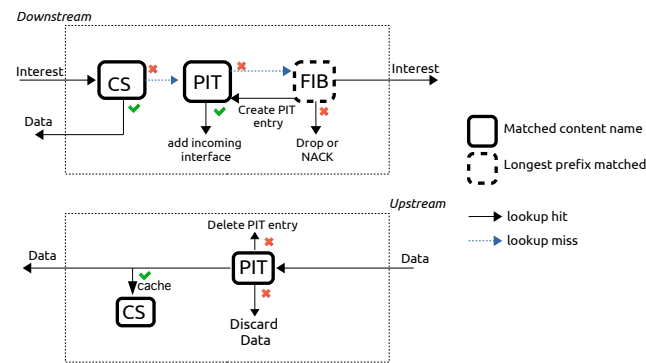 Downstream
Interest
CS
PIT
FIB
Interest
Data
Create PIT
entry
add incoming
interface
Drop or
NACK
Matched content name
Longest prefix matched
Upstream
lookup hit
Delete PIT entry
lookup miss
Data
PIT
Data
cache
CS
Discard
Data